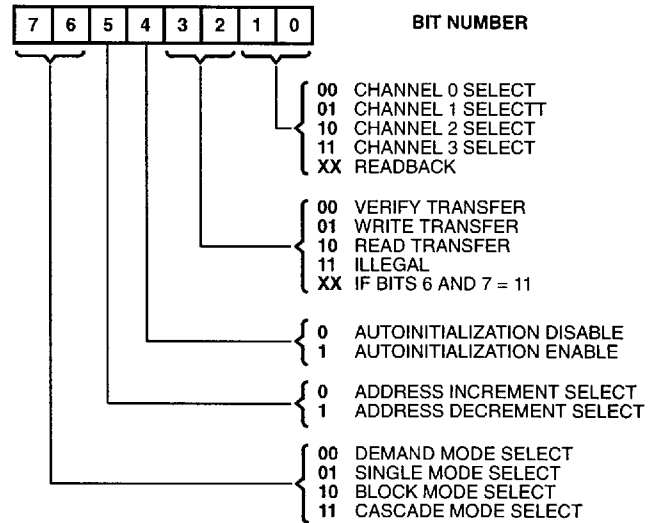 7 6 5 4 3 2 1 0 BIT NUMBER
00 CHANNEL 0 SELECT
01 CHANNEL 1 SELECTT
10 CHANNEL 2 SELECT
11 CHANNEL 3 SELECT
XX READBACK
00 VERIFY TRANSFER
01 WRITE TRANSFER
10 READ TRANSFER
11 ILLEGAL
XX IF BITS 6 AND 7 = 11
0 AUTOINITIALIZATION DISABLE
1 AUTOINITIALIZATION ENABLE
0 ADDRESS INCREMENT SELECT
1 ADDRESS DECREMENT SELECT
00 DEMAND MODE SELECT
01 SINGLE MODE SELECT
10 BLOCK MODE SELECT
11 CASCADE MODE SELECT